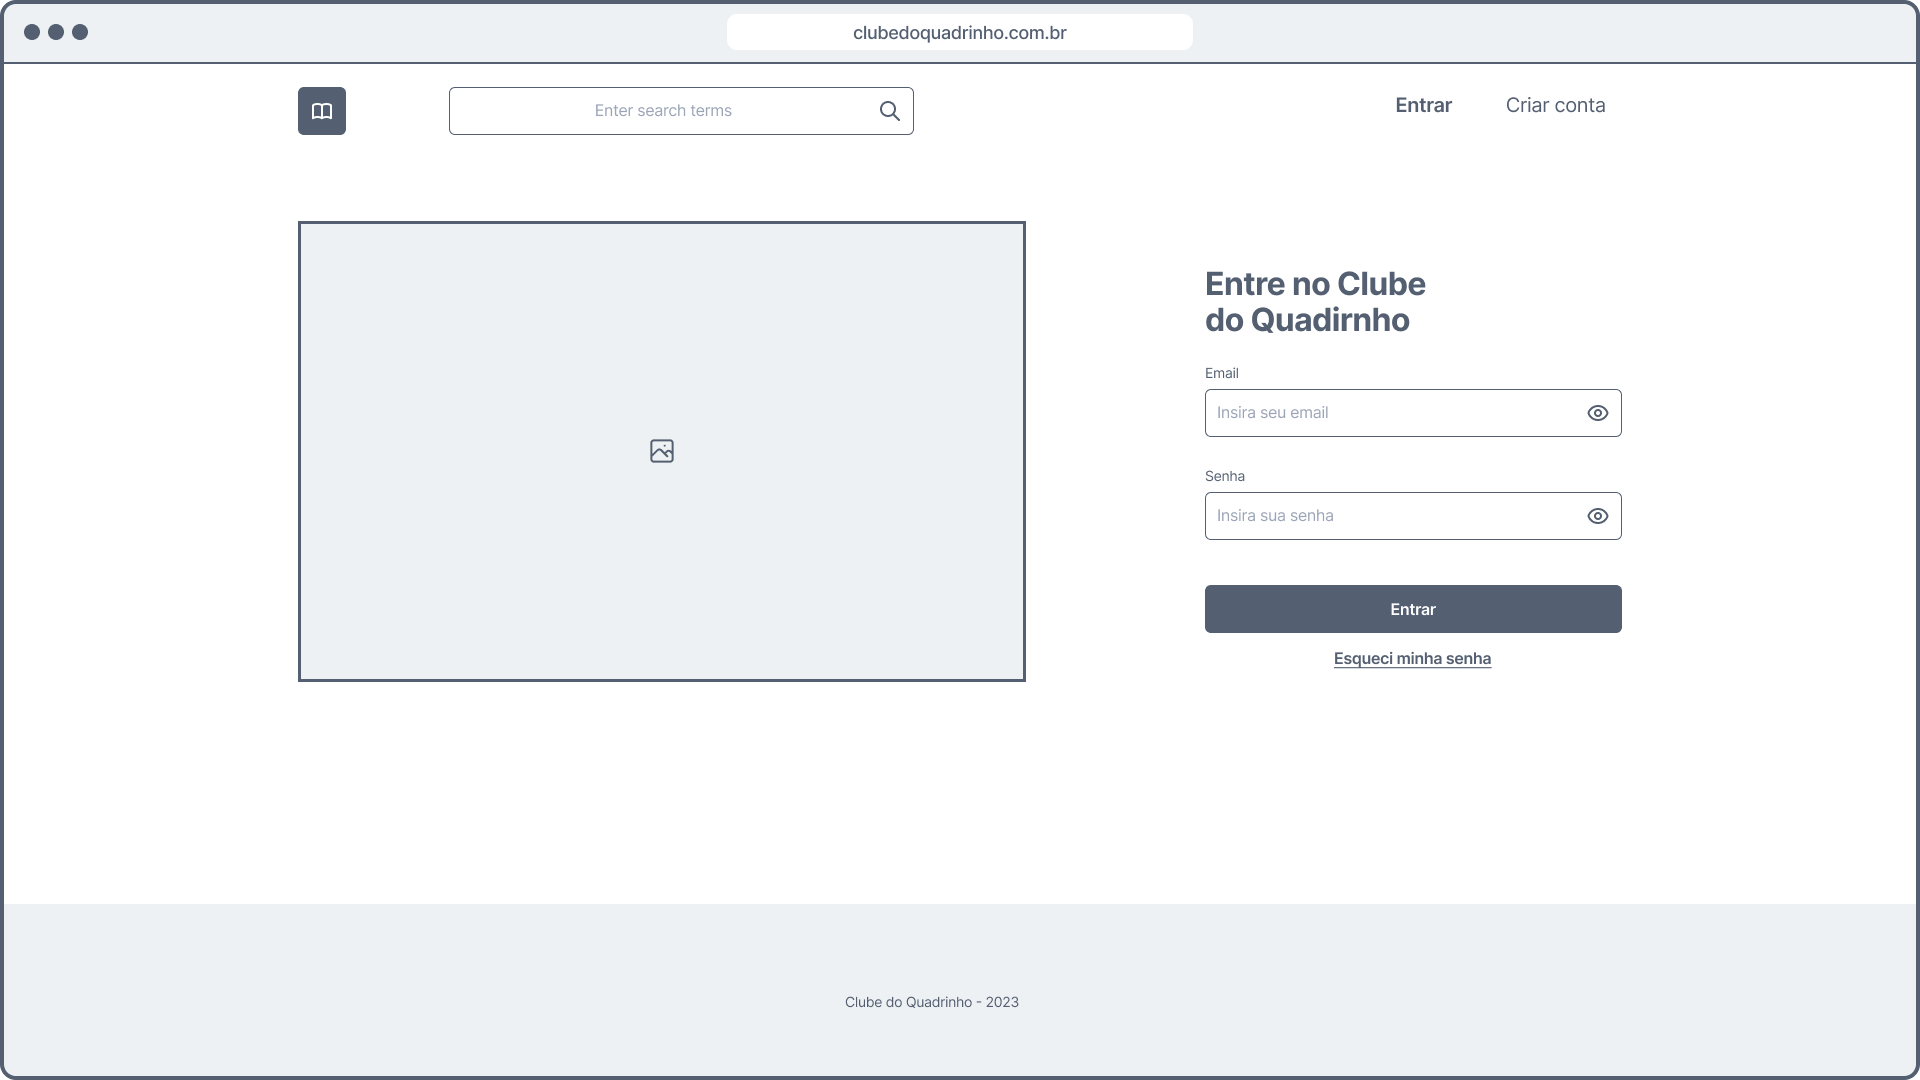 clubedoquadrinho.com.br
Enter search terms
Entrar
Criar conta
Entre no Clube
do Quadirnho
Email
Insira seu email
Senha
Insira sua senha
Entrar
Esqueci minha senha
Clube do Quadrinho - 2023